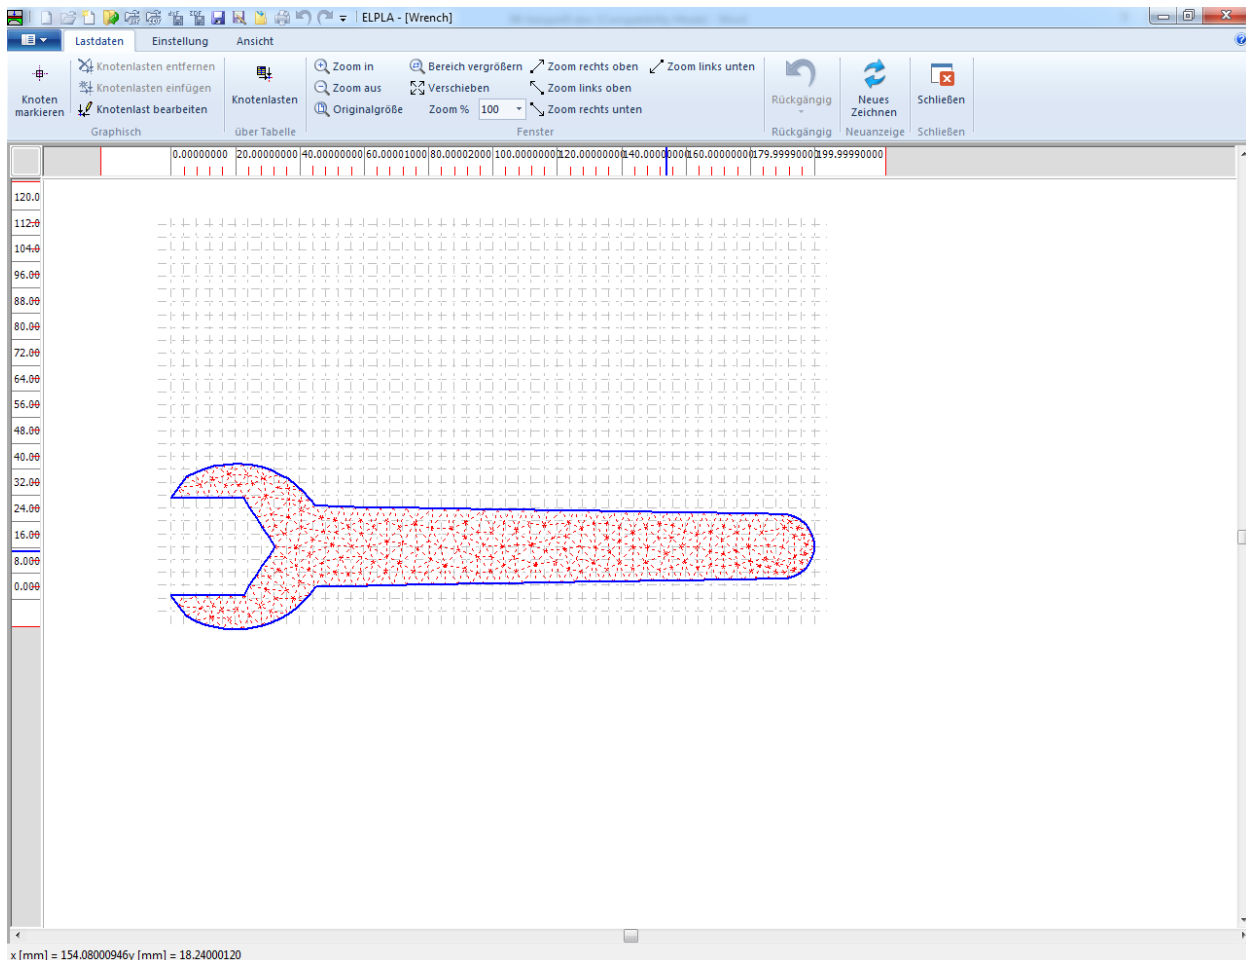 ELPLA - [Wrench]
Lastdaten Einstellung Ansicht
Knoten markieren
Knotenlasten entfernen
Knotenlasten einfügen
Knotenlast bearbeiten
Graphisch
Knotenlasten
über Tabelle
Zoom in
Zoom aus
Originalgröße
Bereich vergrößern
Verschieben
Zoom % 100
Zoom rechts oben
Zoom links oben
Zoom rechts unten
Zoom links unten
Fenster
Rückgängig
Rückgängig
Neues Zeichnen
Neuanzeige
Schließen
Schließen
0.00000000 20.00000000 40.00000000 60.00001000 80.00002000 100.00000000 120.00000000 140.00000000 160.00000000 179.99990000 199.99990000
120.0
112.0
104.0
96.00
88.00
80.00
72.00
64.00
56.00
48.00
40.00
32.00
24.00
16.00
8.000
0.000
x [mm] = 154.08000946y [mm] = 18.24000120